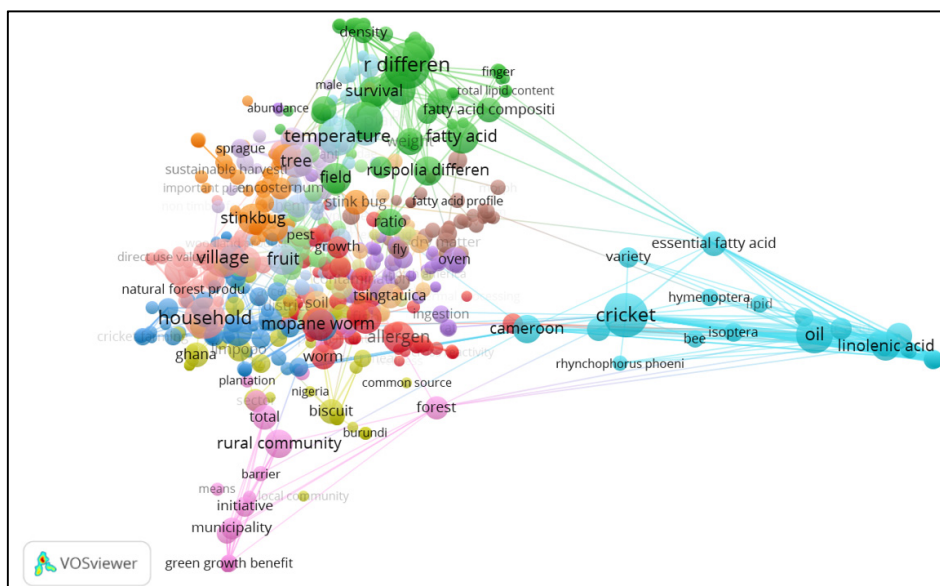 density
r differen
finger
male
survival
total lipid content
abundance
fatty acid compositi
temperature
weight
fatty acid
sprague
tree
sustainable harvesti
field
ruspolia differen
important pla
encosternum
stink bug
fatty acid profile
stinkbug
ratio
pest
growth
fly
dry matter
essential fatty acid
direct use valu
village
fruit
oven
variety
natural forest produ
soil
tsingtauica
hymenoptera
lipid
household
mopane worm
ingestion
cricket
allergen
cameroon
bee
isoptera
oil
linolenic acid
ghana
limpopo
worm
rhynchophorus phoeni
plantation
nigeria
common source
sector
total
biscuit
forest
burundi
rural community
barrier
means
local community
initiative
municipality
green growth benefit
VOSviewer